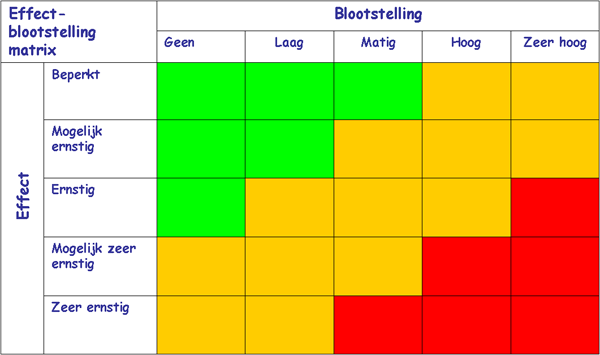 Effect-
blootstelling
matrix
Blootstelling
Geen
Laag
Matig
Hoog
Zeer hoog
Effect
Beperkt
Mogelijk
ernstig
Ernstig
Mogelijk zeer
ernstig
Zeer ernstig